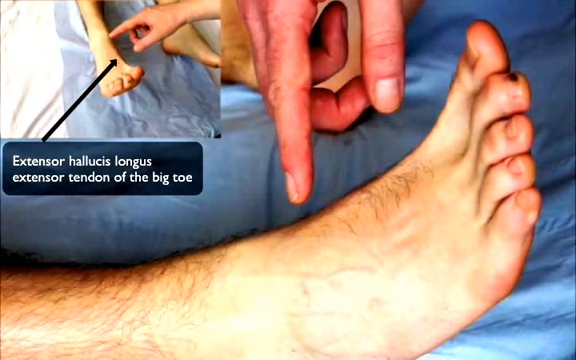 Extensor hallucis longus
extensor tendon of the big toe